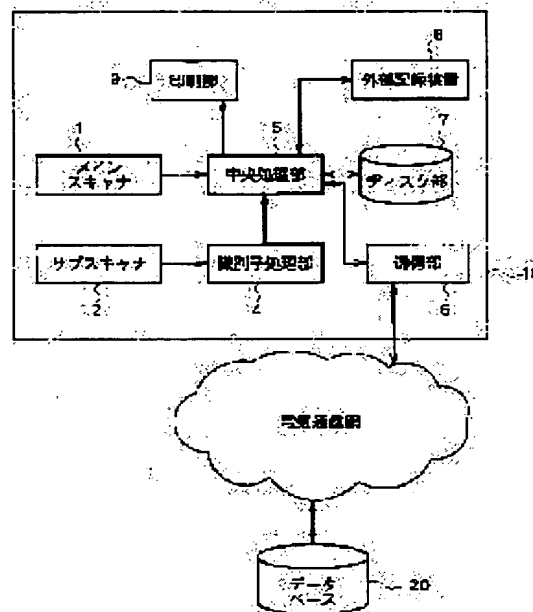 8
3
印刷部
外部記録装置
1
5
7
メイン
スキャナ
中央処理部
ディスク部
サブスキャナ
識別子処理部
通信部
2
4
6
電気通信網
データ
ベース
20